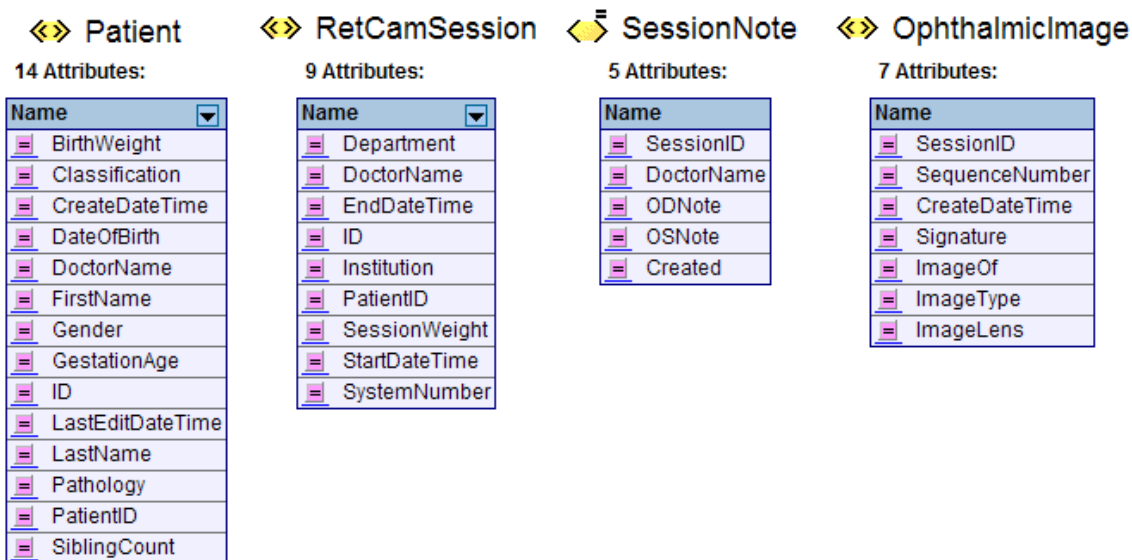 Patient
14 Attributes:
Name
BirthWeight
Classification
CreateDateTime
DateOfBirth
DoctorName
FirstName
Gender
GestationAge
ID
LastEditDateTime
LastName
Pathology
PatientID
SiblingCount
RetCamSession
9 Attributes:
Name
Department
DoctorName
EndDateTime
ID
Institution
PatientID
SessionWeight
StartDateTime
SystemNumber
SessionNote
5 Attributes:
Name
SessionID
DoctorName
ODNote
OSNote
Created
OphthalmicImage
7 Attributes:
Name
SessionID
SequenceNumber
CreateDateTime
Signature
ImageOf
ImageType
ImageLens